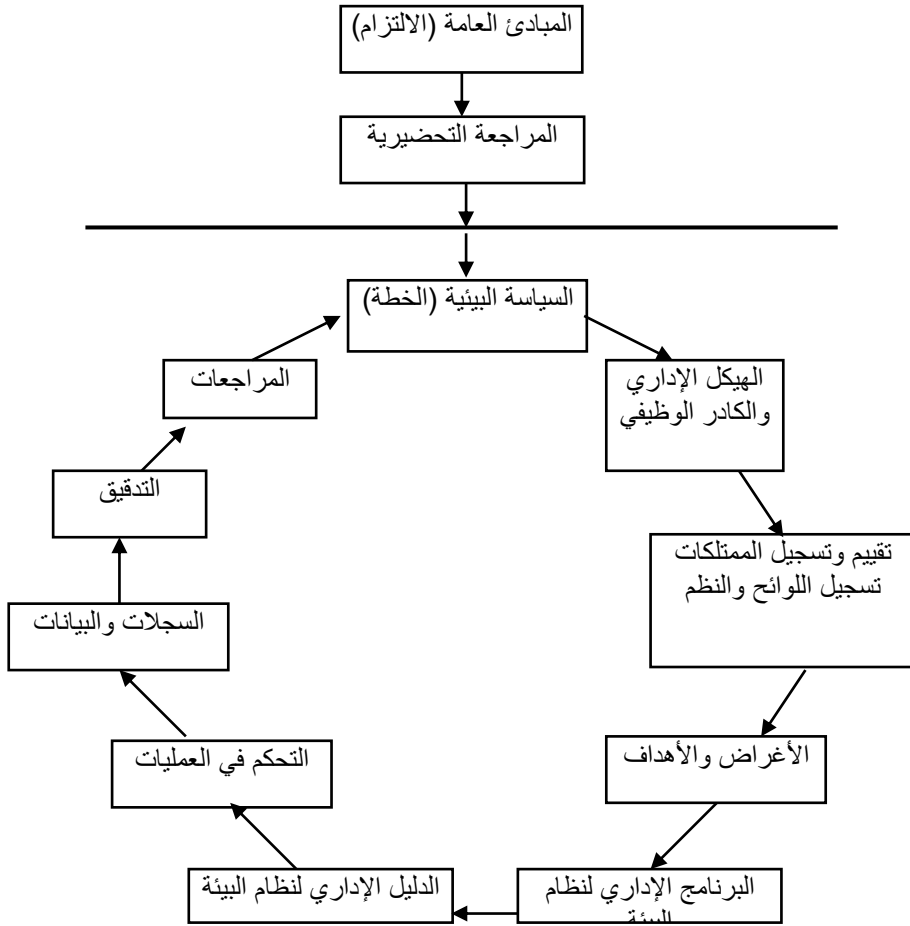 المبادئ العامة (الالتزام)
المراجعة التحضيرية
السياسة البيئية (الخطة)
الهيكل الإداري
والكادر الوظيفي
تقييم وتسجيل الممتلكات
تسجيل اللوائح والنظم
الأغراض والأهداف
البرنامج الإداري لنظام
البيئة
الدليل الإداري لنظام البيئة
التحكم في العمليات
السجلات والبيانات
التدقيق
المراجعات